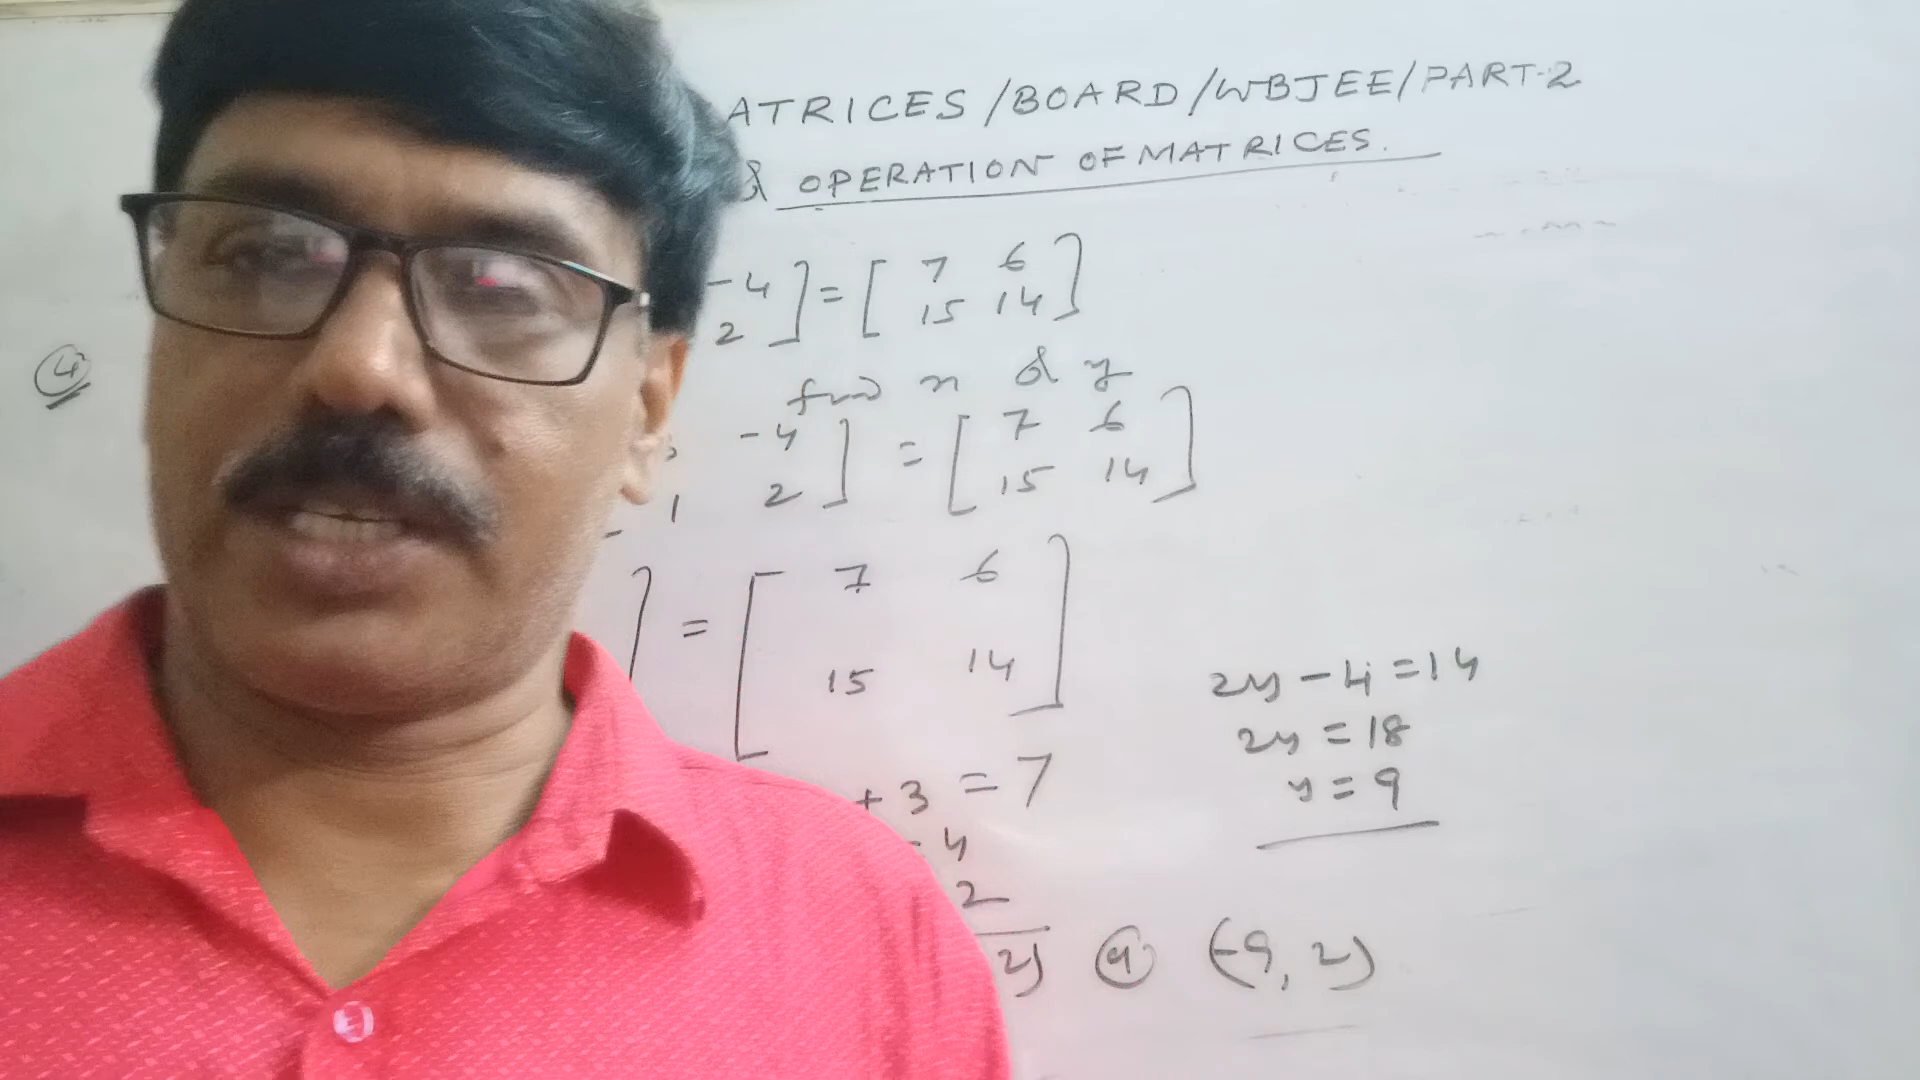 ATRICES/BOARD/WBJEE/PART-2
& OPERATION OF MATRICES.
④
-4 ] = [ 7 6 ]
2 15 14
find x & y
-4 ] = [ 7 6 ]
- 1 2 15 14
] = [ 7 6 ]
15 14
2y - 4 = 14
2y = 18
y = 9
+ 3 = 7
4
2
2) (-9, 2)